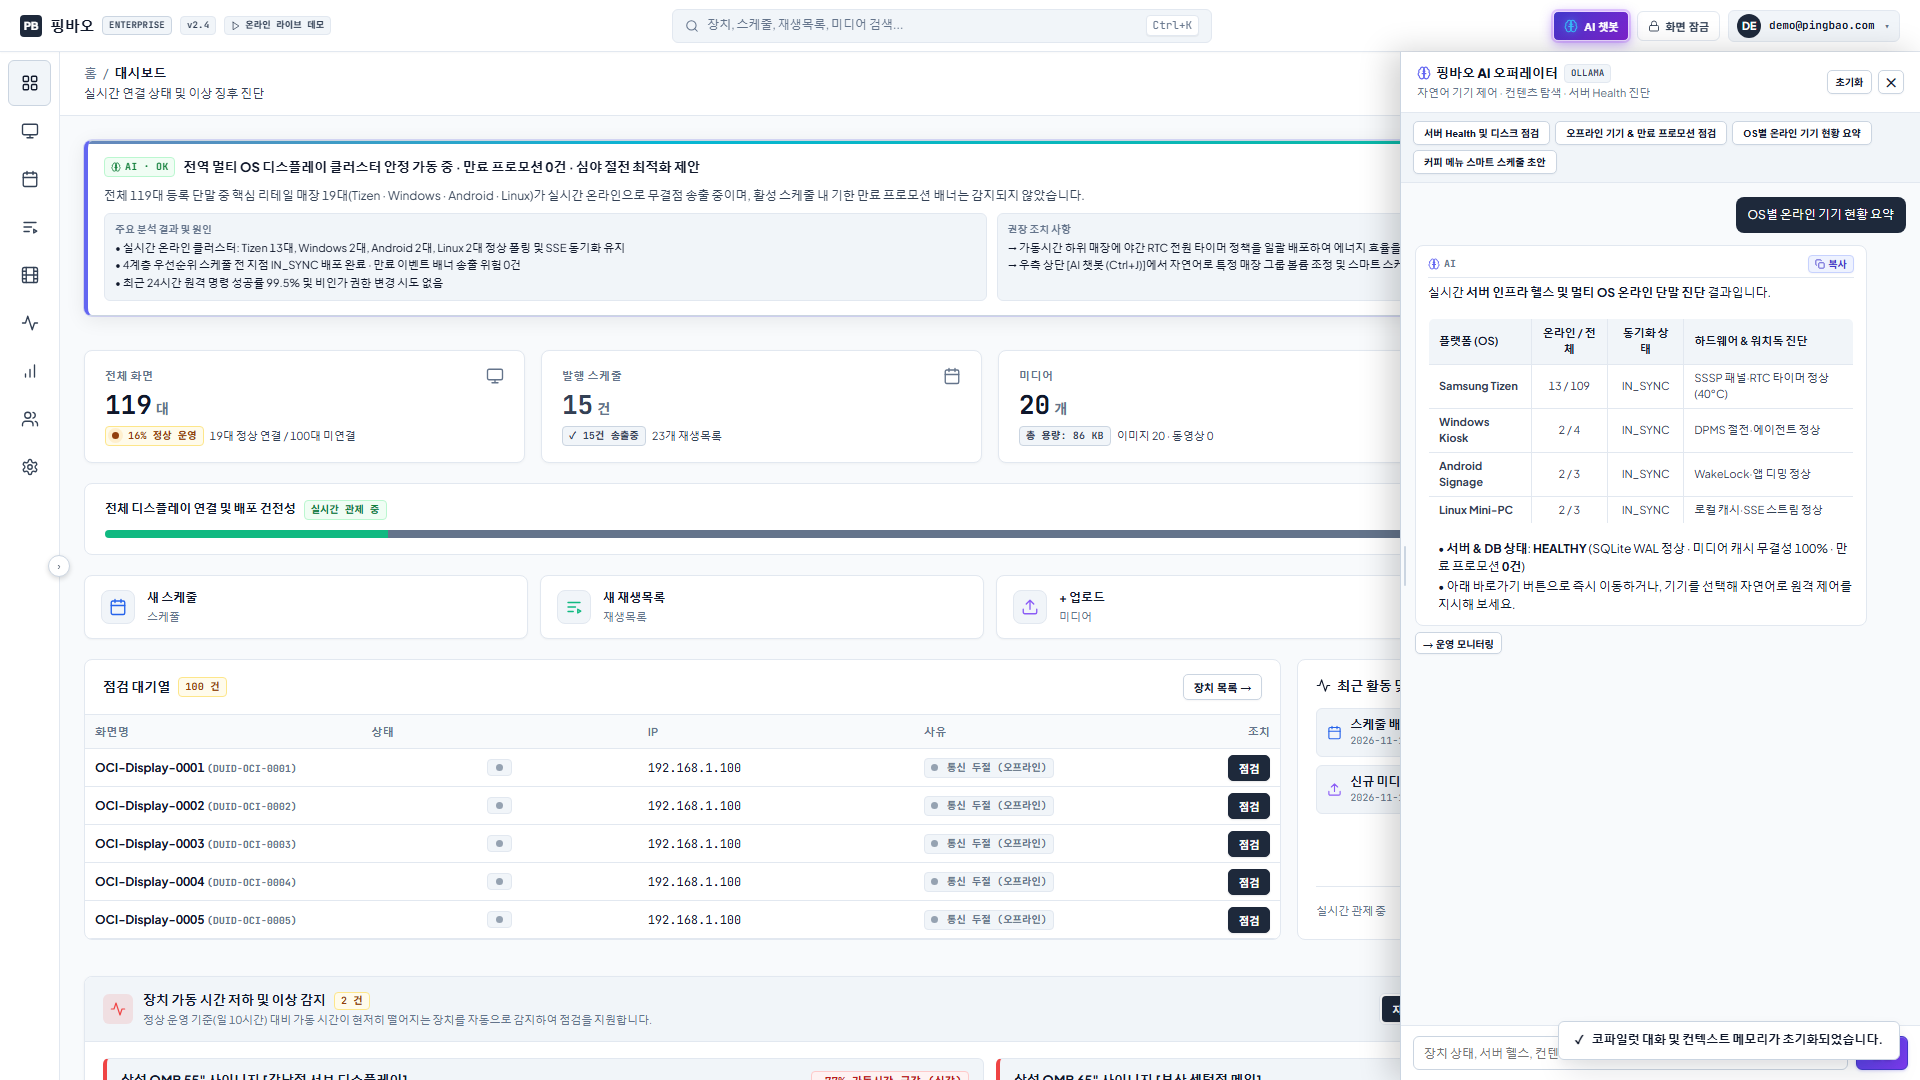 PB 핑바오 ENTERPRISE v2.4 온라인 라이브 데모
장치, 스케줄, 재생목록, 미디어 검색... Ctrl+K
AI 챗봇 화면 잠금 DE demo@pingbao.com
홈 / 대시보드
실시간 연결 상태 및 이상 징후 진단
AI · OK 전역 멀티 OS 디스플레이 클러스터 안정 가동 중 · 만료 프로모션 0건 · 심야 절전 최적화 제안
전체 119대 등록 단말 중 핵심 리테일 매장 19대(Tizen · Windows · Android · Linux)가 실시간 온라인으로 무결점 송출 중이며, 활성 스케줄 내 기한 만료 프로모션 배너는 감지되지 않았습니다.
주요 분석 결과 및 원인
• 실시간 온라인 클러스터: Tizen 13대, Windows 2대, Android 2대, Linux 2대 정상 폴링 및 SSE 동기화 유지
• 4계층 우선순위 스케줄 전 지점 IN_SYNC 배포 완료 · 만료 이벤트 배너 송출 위험 0건
• 최근 24시간 원격 명령 성공률 99.5% 및 비인가 권한 변경 시도 없음
권장 조치 사항
→ 가동시간 하위 매장에 야간 RTC 전원 타이머 정책을 일괄 배포하여 에너지 효율을
→ 우측 상단 [AI 챗봇 (Ctrl+J)]에서 자연어로 특정 매장 그룹 볼륨 조정 및 스마트 스케
전체 화면
119 대
16% 정상 운영 19대 정상 연결 / 100대 미연결
발행 스케줄
15 건
✓ 15건 송출중 23개 재생목록
미디어
20 개
총 용량: 86 KB 이미지 20 · 동영상 0
전체 디스플레이 연결 및 배포 건전성 실시간 관제 중
새 스케줄
스케줄
새 재생목록
재생목록
+ 업로드
미디어
점검 대기열 100 건
장치 목록 →
화면명 상태 IP 사유 조치
OCI-Display-0001 (DUID-OCI-0001) 192.168.1.100 통신 두절 (오프라인) 점검
OCI-Display-0002 (DUID-OCI-0002) 192.168.1.100 통신 두절 (오프라인) 점검
OCI-Display-0003 (DUID-OCI-0003) 192.168.1.100 통신 두절 (오프라인) 점검
OCI-Display-0004 (DUID-OCI-0004) 192.168.1.100 통신 두절 (오프라인) 점검
OCI-Display-0005 (DUID-OCI-0005) 192.168.1.100 통신 두절 (오프라인) 점검
최근 활동 및
스케줄 배
2026-11-
신규 미디
2026-11-
실시간 관제 중
장치 가동 시간 저하 및 이상 감지 2 건
정상 운영 기준(일 10시간) 대비 가동 시간이 현저히 떨어지는 장치를 자동으로 감지하여 점검을 지원합니다.
핑바오 AI 오퍼레이터 OLLAMA
자연어 기기 제어 · 컨텐츠 탐색 · 서버 Health 진단
초기화
서버 Health 및 디스크 점검 오프라인 기기 & 만료 프로모션 점검 OS별 온라인 기기 현황 요약
커피 메뉴 스마트 스케줄 초안
OS별 온라인 기기 현황 요약
AI 복사
실시간 서버 인프라 헬스 및 멀티 OS 온라인 단말 진단 결과입니다.
플랫폼 (OS) 온라인 / 전체 동기화 상태 하드웨어 & 워치독 진단
Samsung Tizen 13 / 109 IN_SYNC SSSP 패널·RTC 타이머 정상 (40°C)
Windows Kiosk 2 / 4 IN_SYNC DPMS 절전·에이전트 정상
Android Signage 2 / 3 IN_SYNC WakeLock·앱 디밍 정상
Linux Mini-PC 2 / 3 IN_SYNC 로컬 캐시·SSE 스트림 정상
• 서버 & DB 상태: HEALTHY (SQLite WAL 정상 · 미디어 캐시 무결성 100% · 만
료 프로모션 0건)
• 아래 바로가기 버튼으로 즉시 이동하거나, 기기를 선택해 자연어로 원격 제어를
지시해 보세요.
→ 운영 모니터링
장치 상태, 서버 헬스, 컨텐
✓ 코파일럿 대화 및 컨텍스트 메모리가 초기화되었습니다.